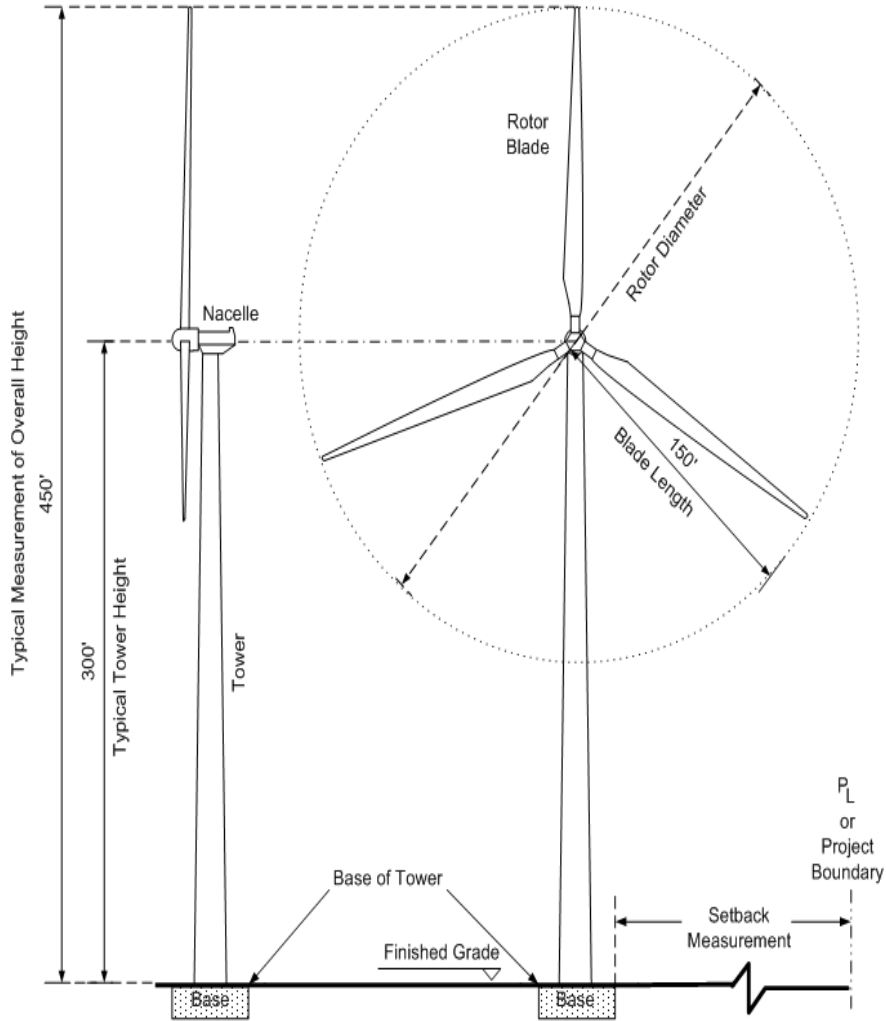 Typical Measurement of Overall Height
450'
300'
Typical Tower Height
Nacelle
Tower
Rotor
Blade
Rotor Diameter
150'
Blade Length
Base of Tower
Finished Grade
Base
Base
PL
or
Project
Boundary
Setback
Measurement